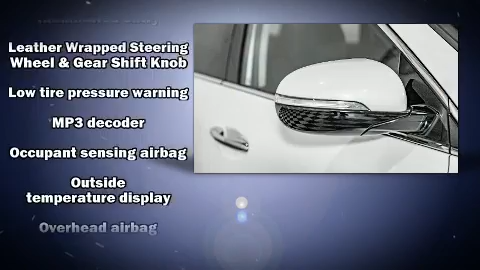 Leather Wrapped Steering
Wheel & Gear Shift Knob
Low tire pressure warning
MP3 decoder
Occupant sensing airbag
Outside
temperature display
Overhead airbag